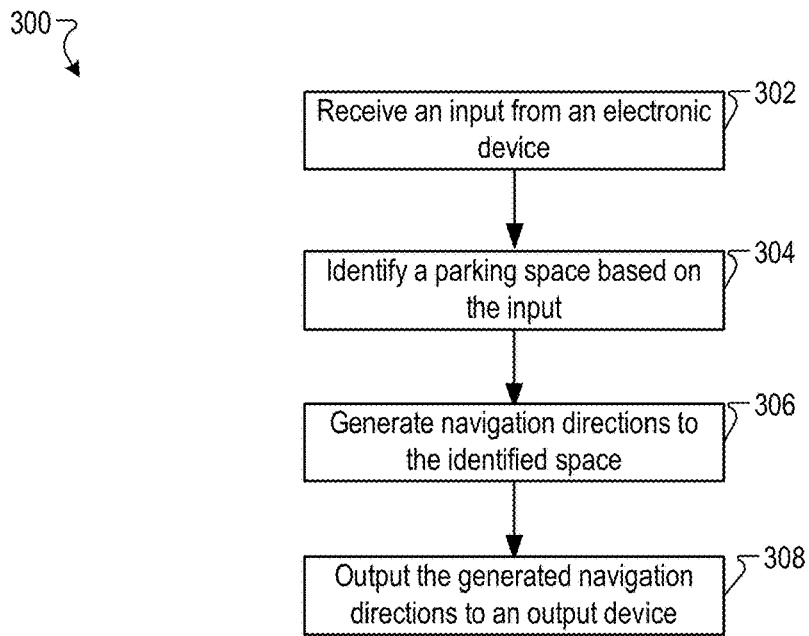 300
302
Receive an input from an electronic
device
304
Identify a parking space based on
the input
306
Generate navigation directions to
the identified space
308
Output the generated navigation
directions to an output device